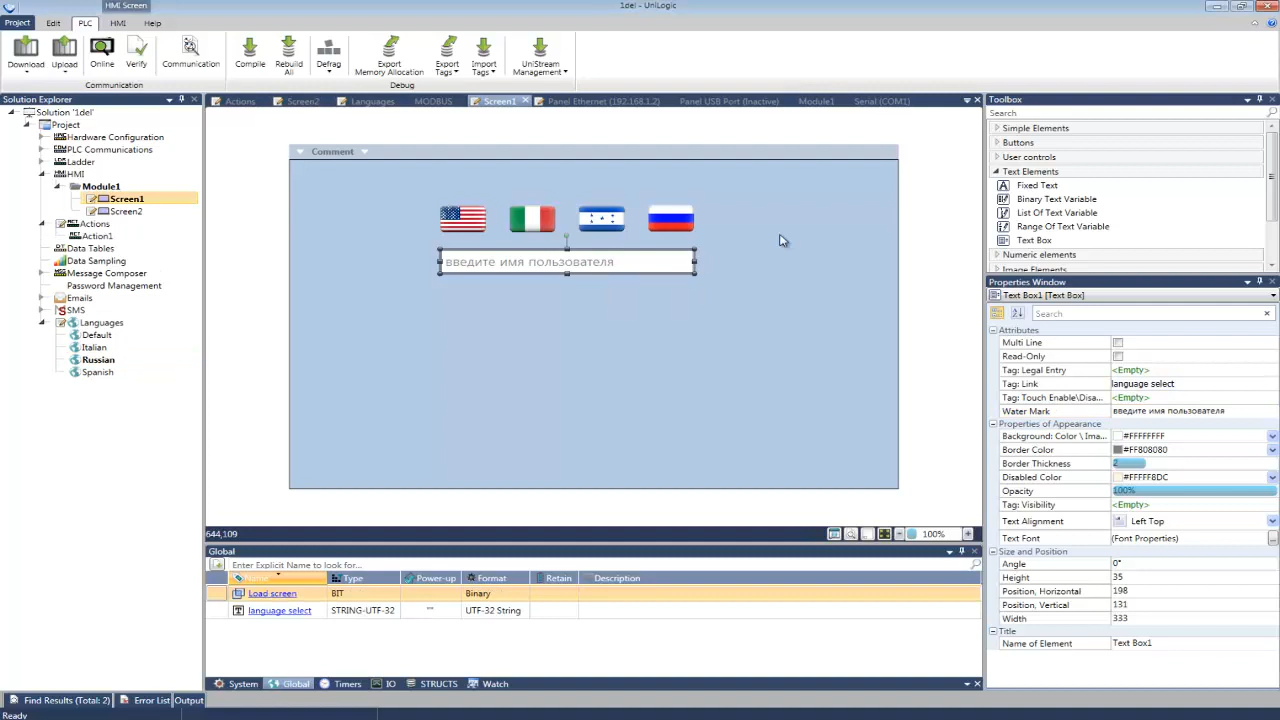 HMI Screen
1del - UniLogic
Project Edit PLC HMI Help
Download Upload Online Verify Communication Compile Rebuild All Defrag Export Memory Allocation Export Tags Import Tags UniStream Management
Communication Debug
Solution Explorer
Solution '1del'
Project
Hardware Configuration
PLC Communications
Ladder
HMI
Module1
Screen1
Screen2
Actions
Action1
Data Tables
Data Sampling
Message Composer
Password Management
Emails
SMS
Languages
Default
Italian
Russian
Spanish
Actions Screen2 Languages MODBUS Screen1 Panel Ethernet (192.168.1.2) Panel USB Port (Inactive) Module1 Serial (COM1)
Comment
введите имя пользователя
644,109
100%
Global
Enter Explicit Name to look for...
Name Type Power-up Format Retain Description
Load screen BIT Binary
language select STRING-UTF-32 "" UTF-32 String
System Global Timers IO STRUCTS Watch
Toolbox
Search
Simple Elements
Buttons
User controls
Text Elements
Fixed Text
Binary Text Variable
List Of Text Variable
Range Of Text Variable
Text Box
Numeric elements
Image Elements
Properties Window
Text Box1 [Text Box]
Search
Attributes
Multi Line
Read-Only
Tag: Legal Entry <Empty>
Tag: Link language select
Tag: Touch Enable\Disa... <Empty>
Water Mark введите имя пользователя
Properties of Appearance
Background: Color \ Ima... #FFFFFFFF
Border Color #FF808080
Border Thickness 2
Disabled Color #FFFFF8DC
Opacity 100%
Tag: Visibility <Empty>
Text Alignment Left Top
Text Font (Font Properties)
Size and Position
Angle 0°
Height 35
Position, Horizontal 198
Position, Vertical 131
Width 333
Title
Name of Element Text Box1
Find Results (Total: 2) Error List Output
Ready